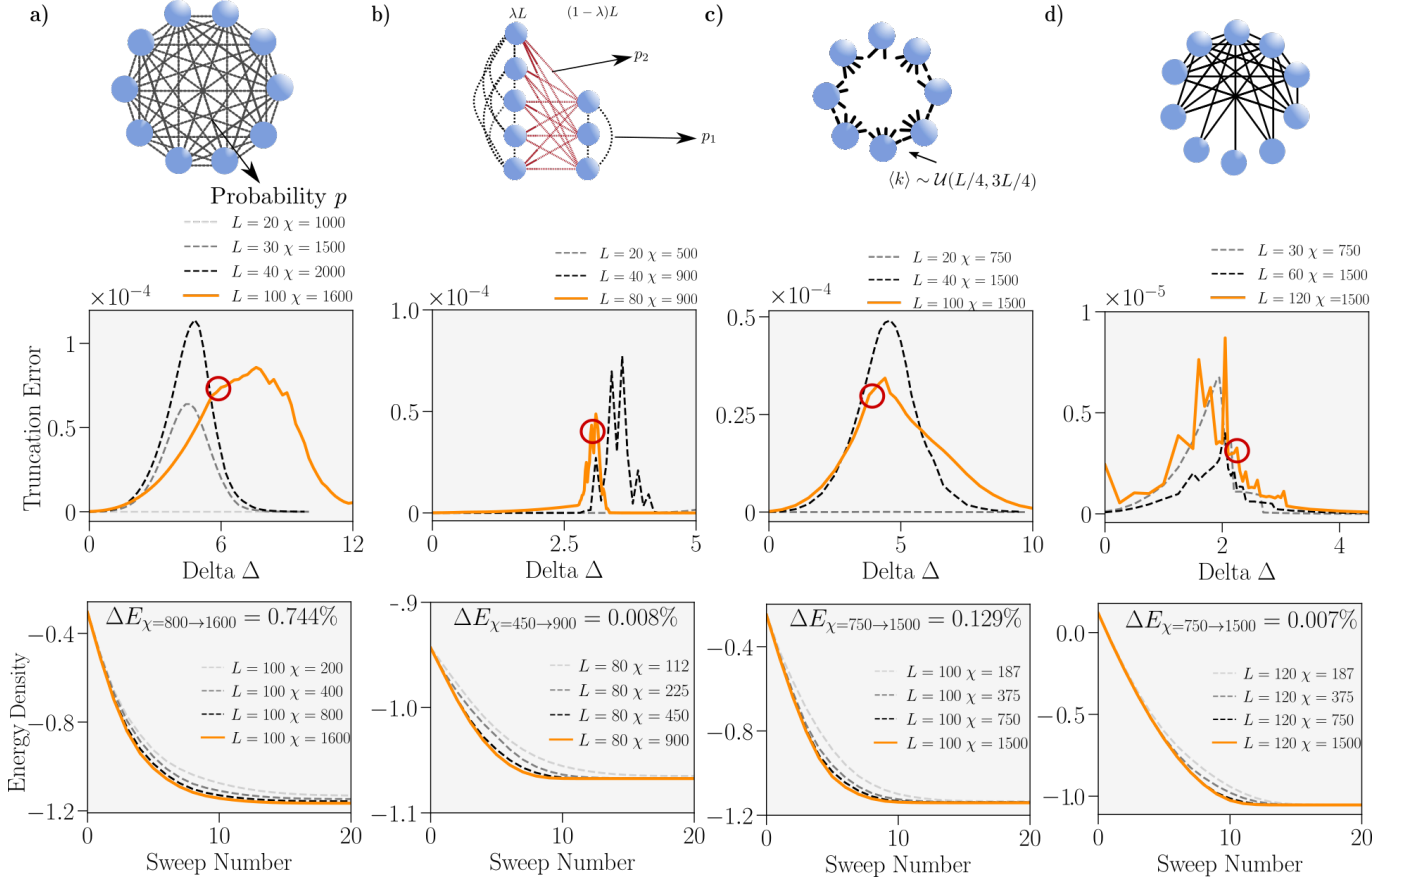 a)
Probability p
L = 20 χ = 1000
L = 30 χ = 1500
L = 40 χ = 2000
L = 100 χ = 1600
×10⁻⁴
1
0.5
0
Truncation Error
0 6 12
Delta Δ
b)
λL (1 − λ)L
p₂
p₁
L = 20 χ = 500
L = 40 χ = 900
L = 80 χ = 900
×10⁻⁴
1.0
0.5
0
0 2.5 5
Delta Δ
c)
⟨k⟩ ∼ 𝒰(L/4, 3L/4)
L = 20 χ = 750
L = 40 χ = 1500
L = 100 χ = 1500
×10⁻⁴
0.5
0.25
0
0 5 10
Delta Δ
d)
L = 30 χ = 750
L = 60 χ = 1500
L = 120 χ =1500
×10⁻⁵
1
0.5
0
0 2 4
Delta Δ
ΔE_{χ=800→1600} = 0.744%
L = 100 χ = 200
L = 100 χ = 400
L = 100 χ = 800
L = 100 χ = 1600
−0.4
−0.8
−1.2
Energy Density
0 10 20
Sweep Number
ΔE_{χ=450→900} = 0.008%
L = 80 χ = 112
L = 80 χ = 225
L = 80 χ = 450
L = 80 χ = 900
−.9
−1.0
−1.1
0 10 20
Sweep Number
ΔE_{χ=750→1500} = 0.129%
L = 100 χ = 187
L = 100 χ = 375
L = 100 χ = 750
L = 100 χ = 1500
−0.4
−0.8
−1.2
0 10 20
Sweep Number
ΔE_{χ=750→1500} = 0.007%
L = 120 χ = 187
L = 120 χ = 375
L = 120 χ = 750
L = 120 χ = 1500
0.0
−0.5
−1.0
0 10 20
Sweep Number